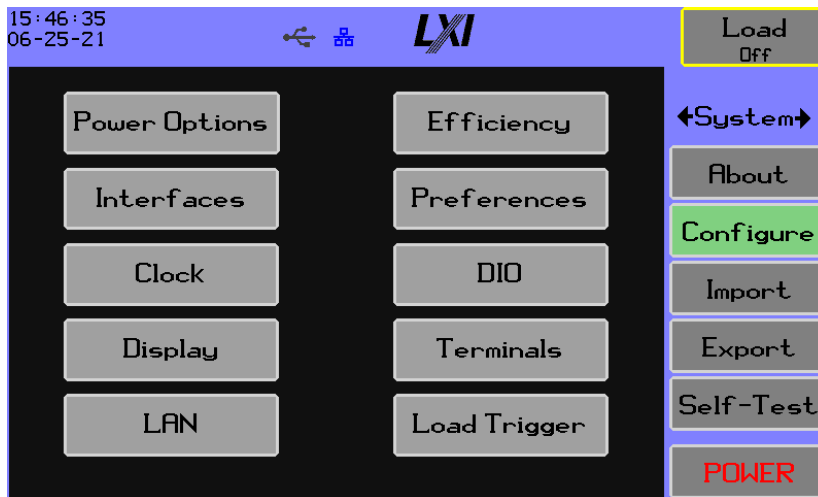 15:46:35
06-25-21
LXI
Load
Off
Power Options
Efficiency
←System→
Interfaces
Preferences
About
Configure
Clock
DIO
Import
Display
Terminals
Export
LAN
Load Trigger
Self-Test
POWER